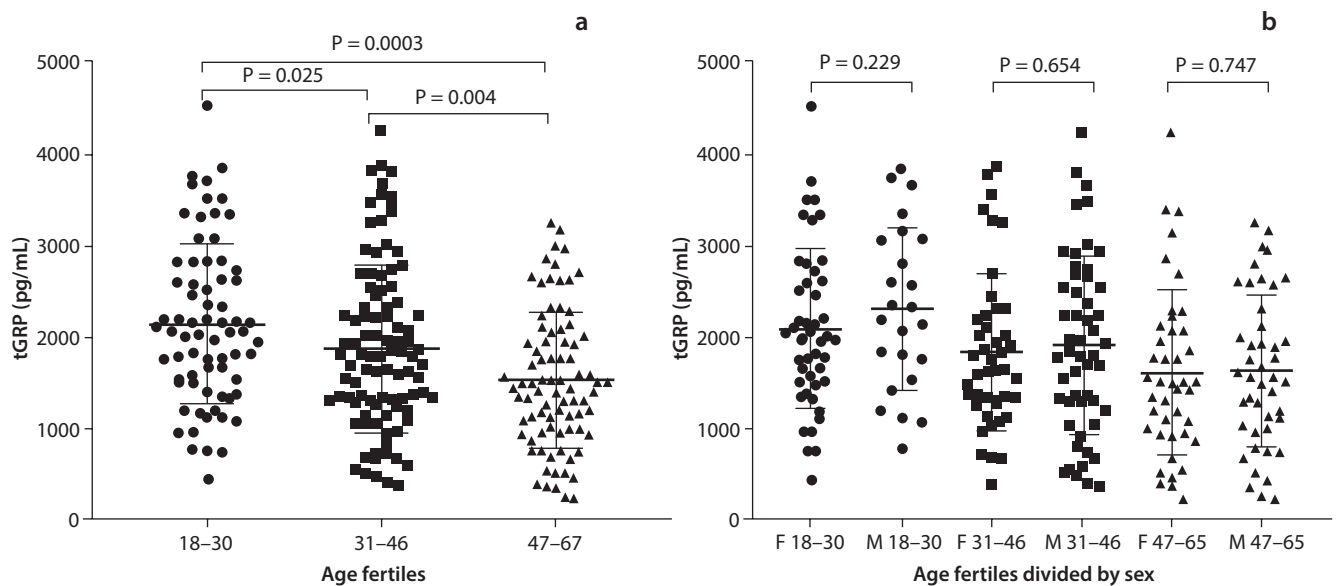 a
P = 0.0003
P = 0.025
P = 0.004
5000
4000
3000
2000
1000
0
tGRP (pg/mL)
18–30
31–46
47–67
Age fertiles
b
P = 0.229
P = 0.654
P = 0.747
5000
4000
3000
2000
1000
0
tGRP (pg/mL)
F 18–30
M 18–30
F 31–46
M 31–46
F 47–65
M 47–65
Age fertiles divided by sex